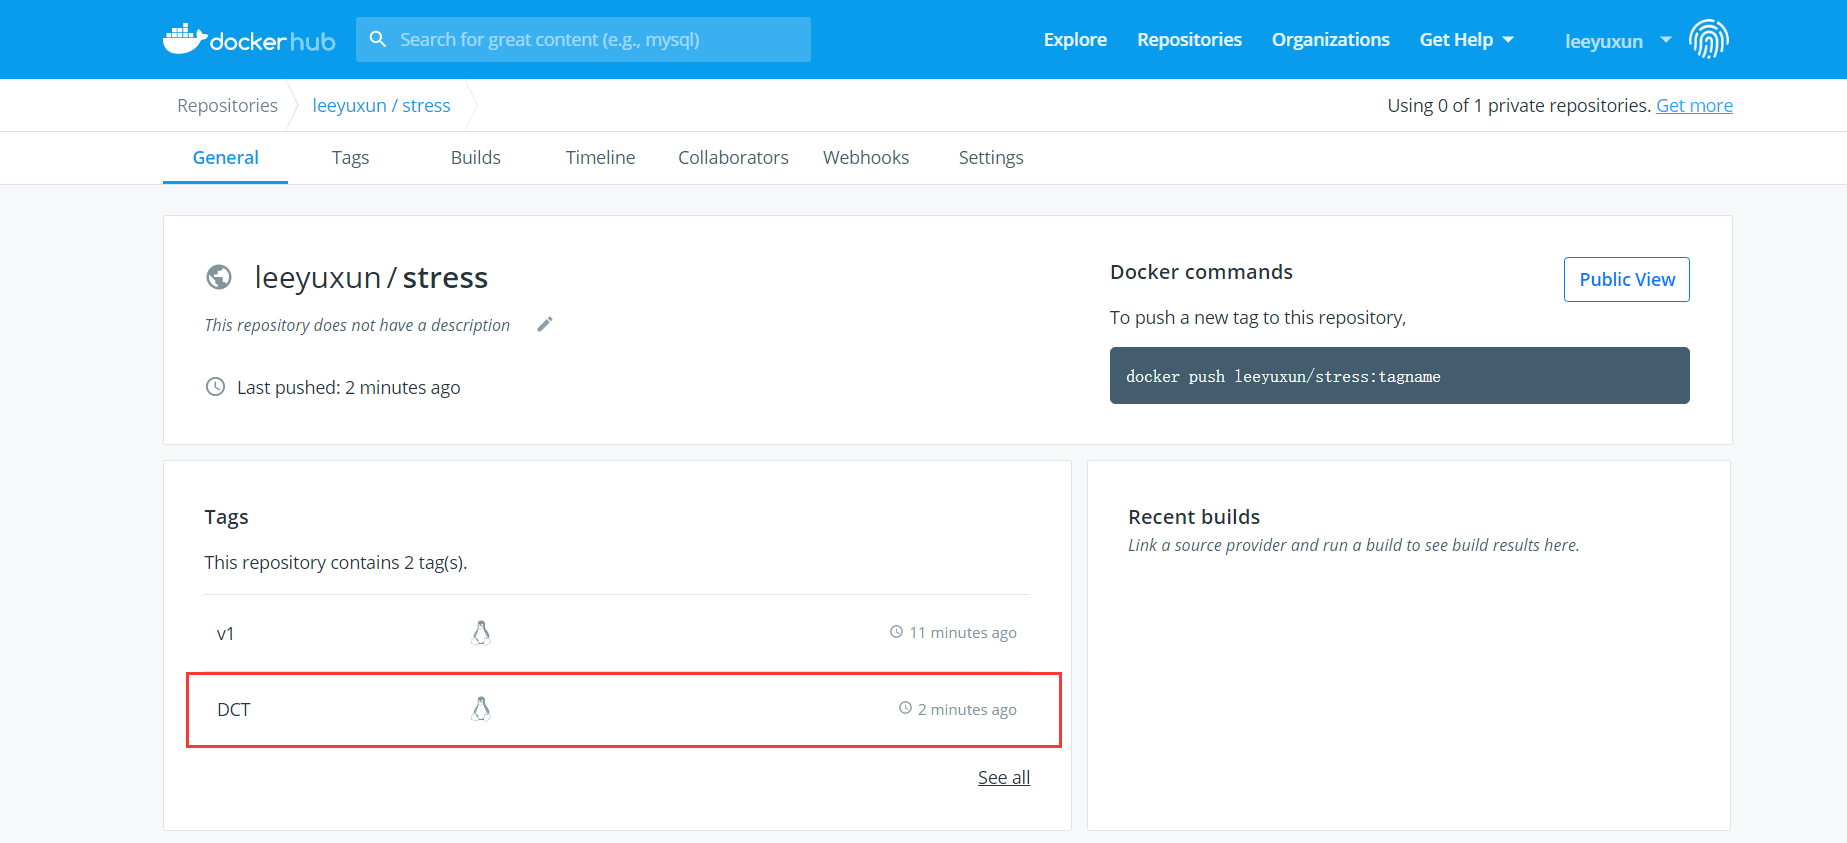 docker hub
Search for great content (e.g., mysql)
Explore
Repositories
Organizations
Get Help
leeyuxun
Repositories
leeyuxun / stress
Using 0 of 1 private repositories. Get more
General
Tags
Builds
Timeline
Collaborators
Webhooks
Settings
leeyuxun / stress
This repository does not have a description
Last pushed: 2 minutes ago
Docker commands
Public View
To push a new tag to this repository,
docker push leeyuxun/stress:tagname
Tags
This repository contains 2 tag(s).
v1
11 minutes ago
DCT
2 minutes ago
See all
Recent builds
Link a source provider and run a build to see build results here.